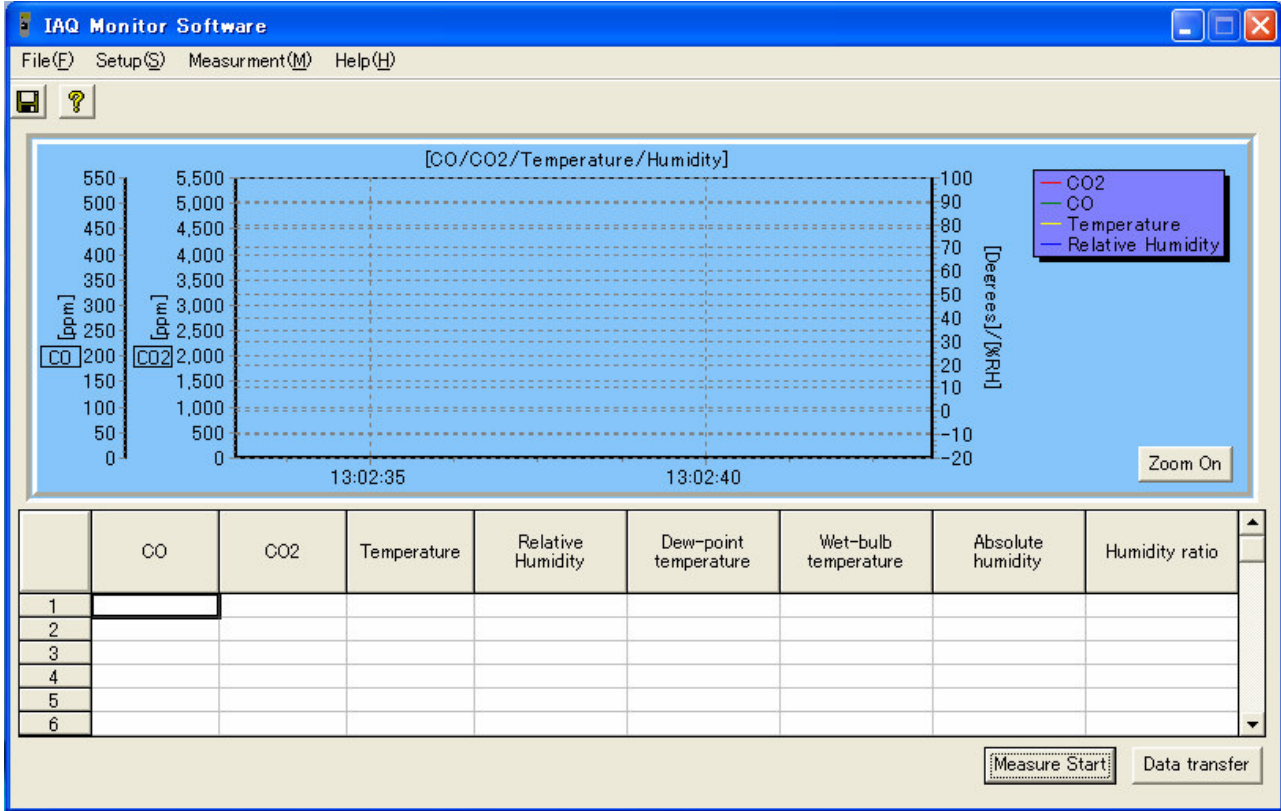 IAQ Monitor Software
File(F) Setup(S) Measurment(M) Help(H)
[CO/CO2/Temperature/Humidity]
550
500
450
400
350
300
250
200
150
100
50
0
[ppm]
CO
5,500
5,000
4,500
4,000
3,500
3,000
2,500
2,000
1,500
1,000
500
0
[ppm]
CO2
100
90
80
70
60
50
40
30
20
10
0
-10
-20
[Degrees]/[%RH]
13:02:35 13:02:40
CO2
CO
Temperature
Relative Humidity
Zoom On
CO
CO2
Temperature
Relative
Humidity
Dew-point
temperature
Wet-bulb
temperature
Absolute
humidity
Humidity ratio
1
2
3
4
5
6
Measure Start Data transfer